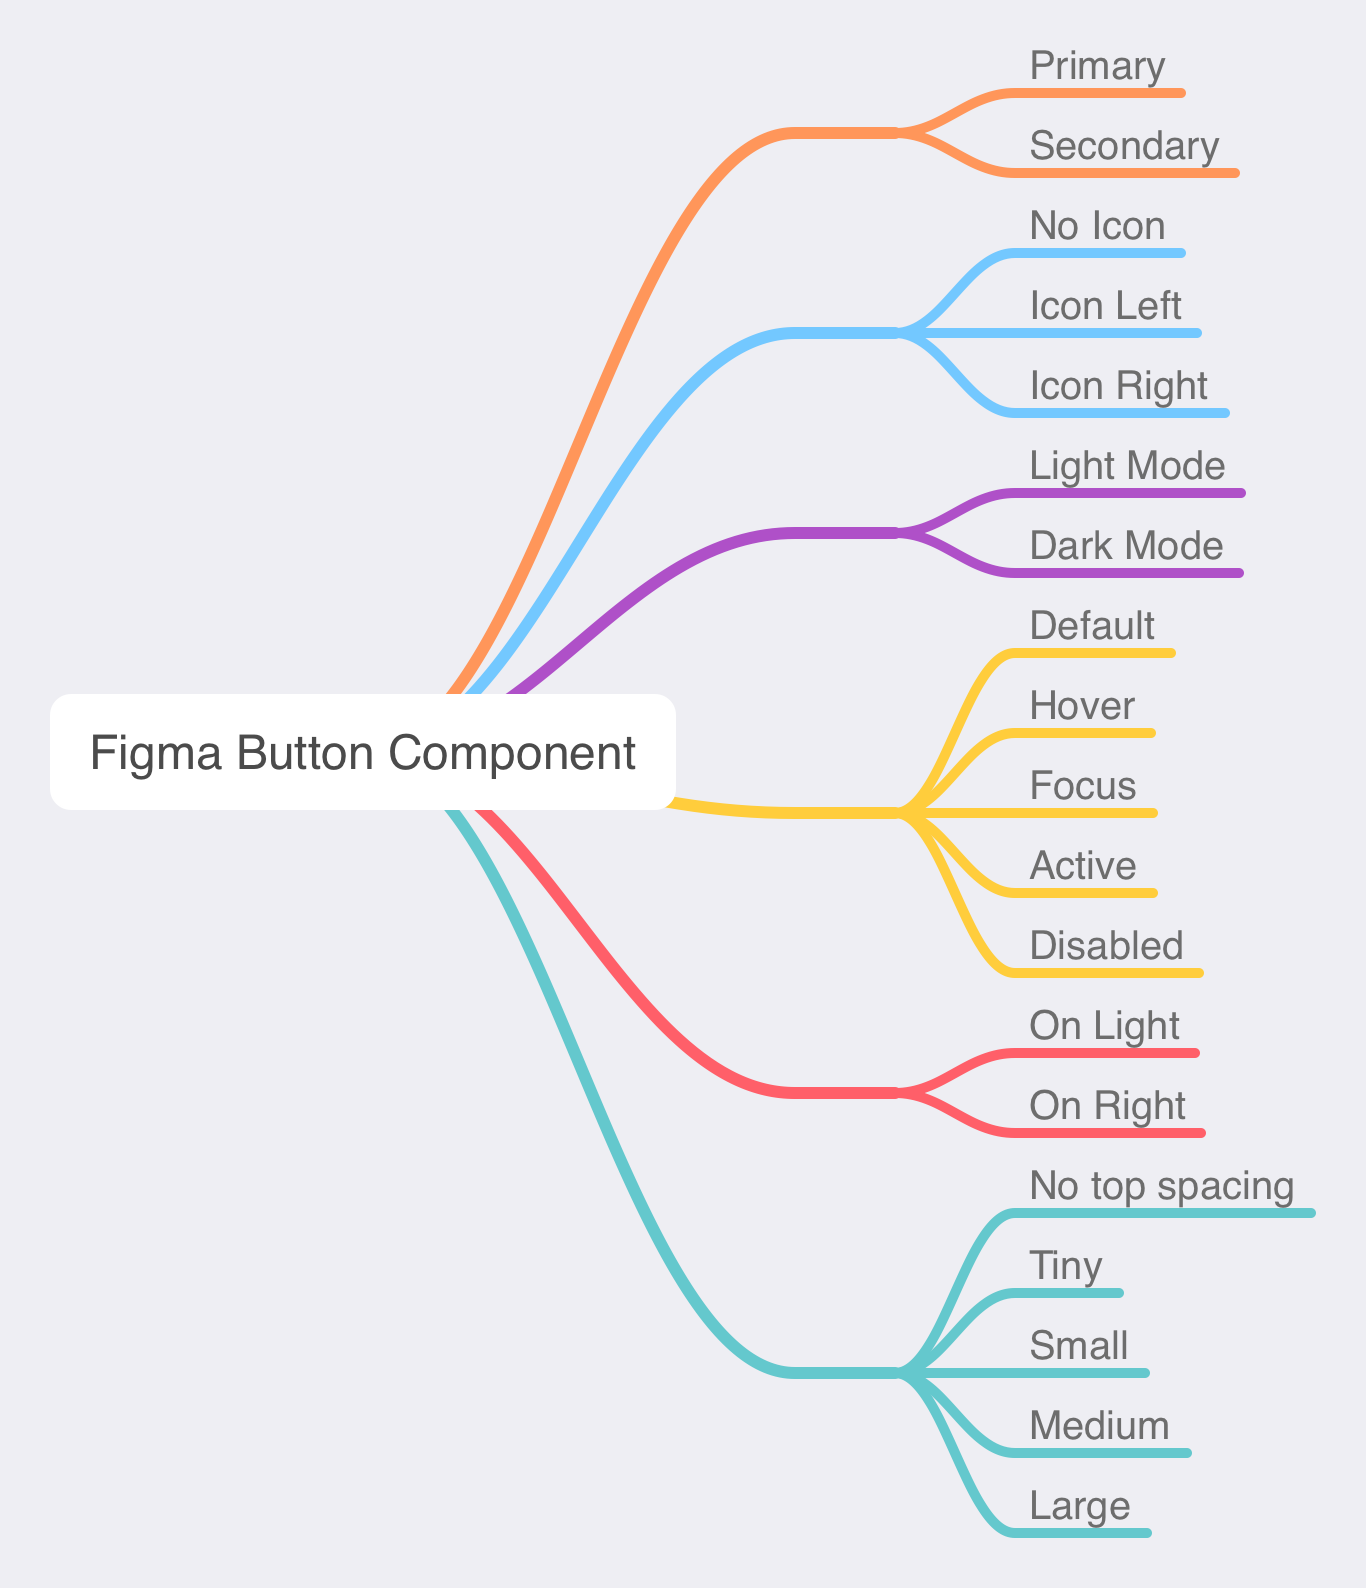 Primary
Secondary
No Icon
Icon Left
Icon Right
Light Mode
Dark Mode
Default
Hover
Figma Button Component
Focus
Active
Disabled
On Light
On Right
No top spacing
Tiny
Small
Medium
Large